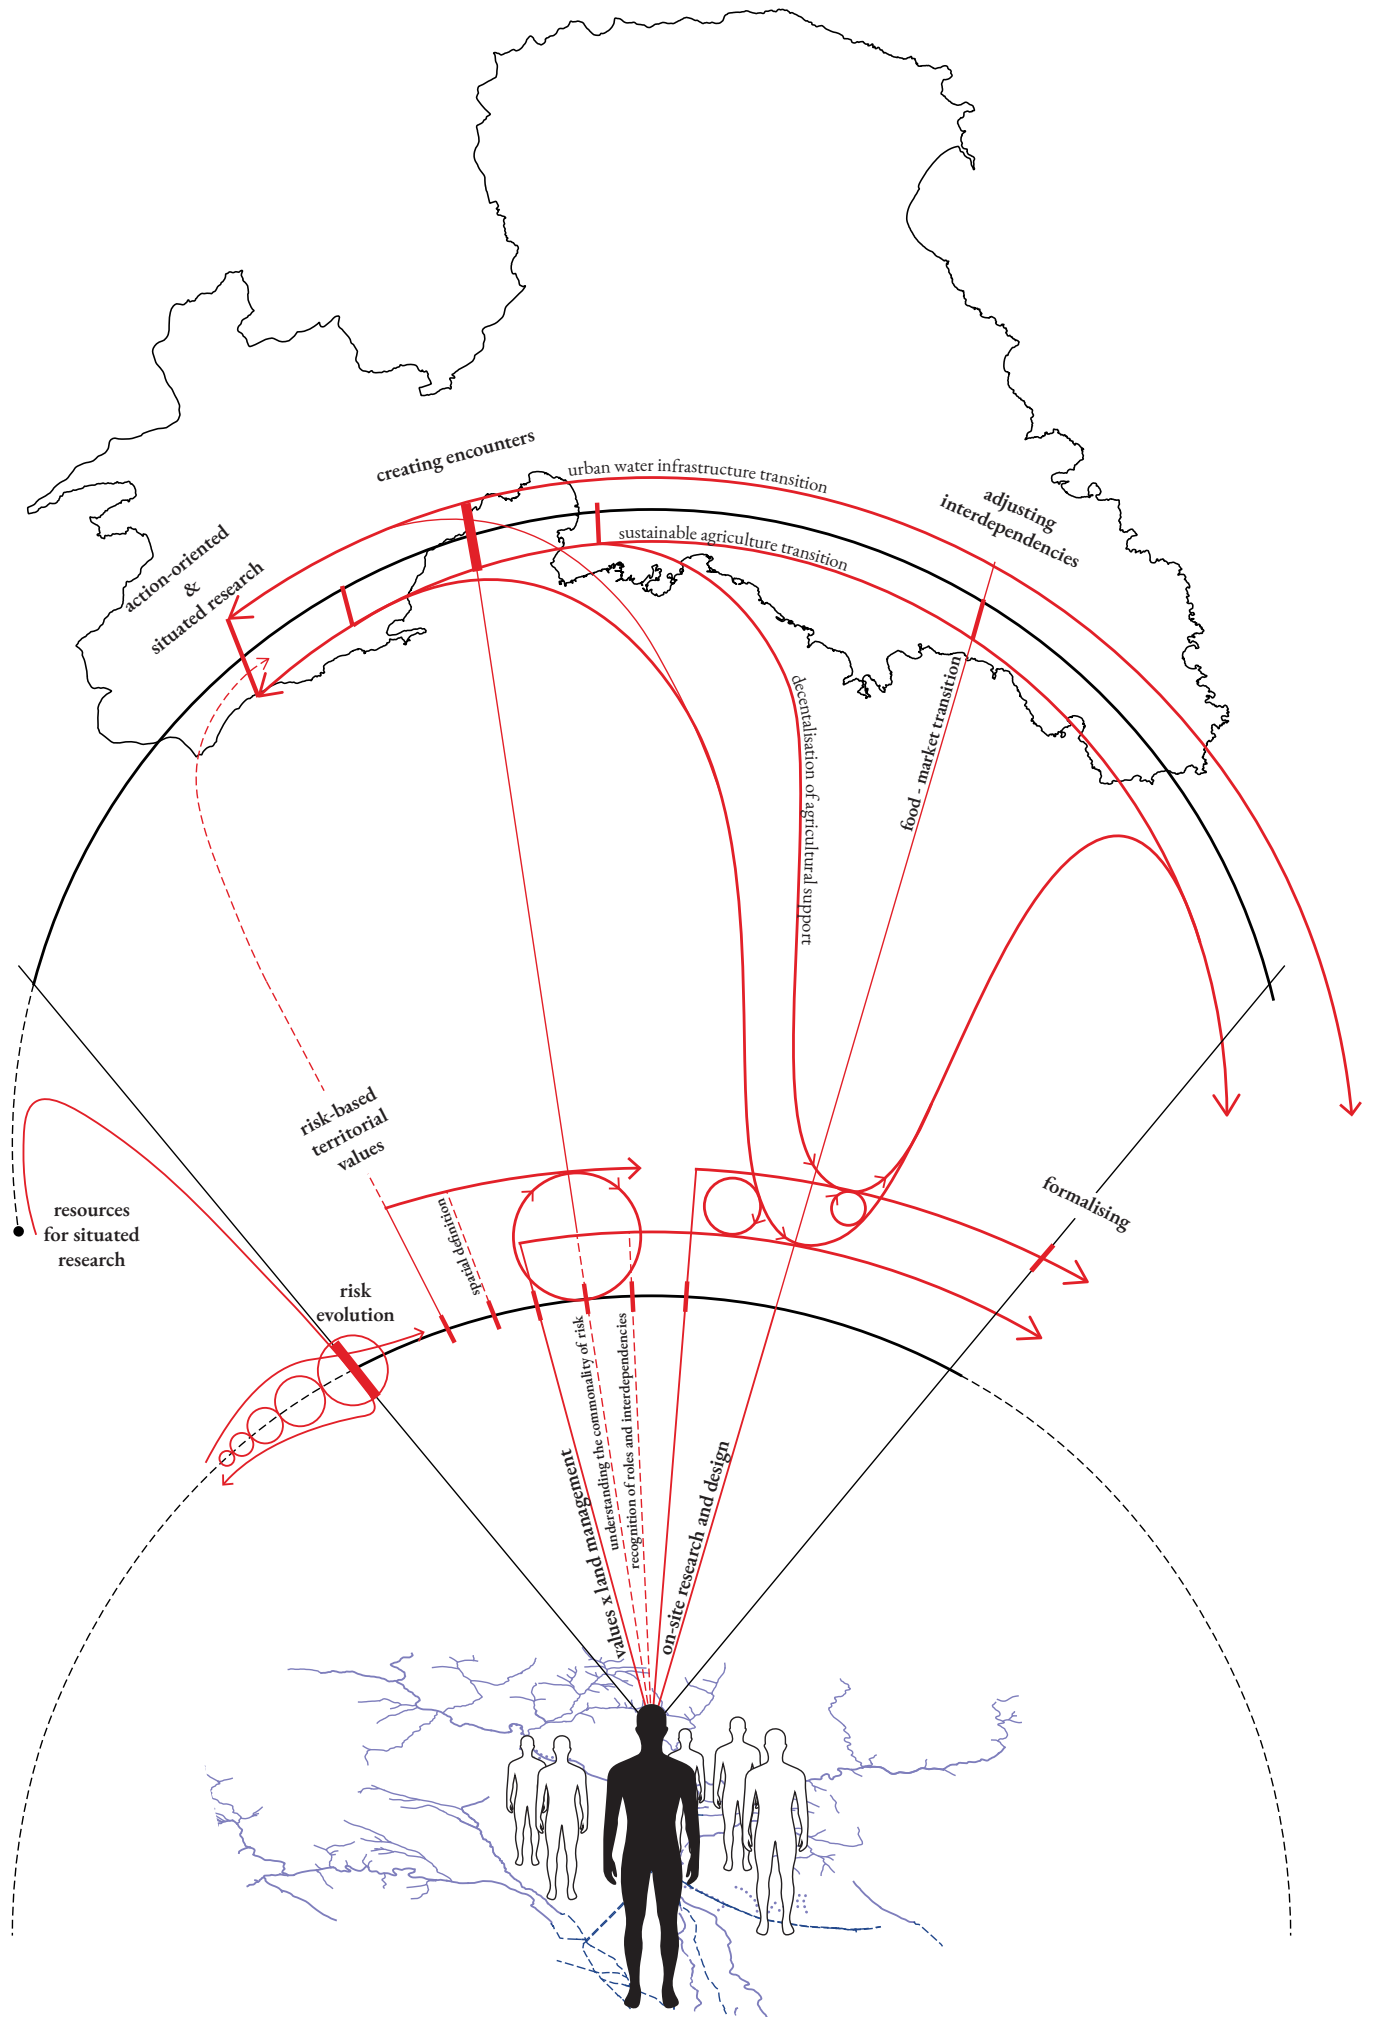 creating encounters
urban water infrastructure transition
adjusting
interdependencies
sustainable agriculture transition
action-oriented
&
situated research
decentalisation of agricultural support
food - market transition
risk-based
territorial
values
resources
for situated
research
spatial definition
formalising
risk
evolution
understanding the commonality of risk
recognition of roles and interdependencies
values x land management
on-site research and design